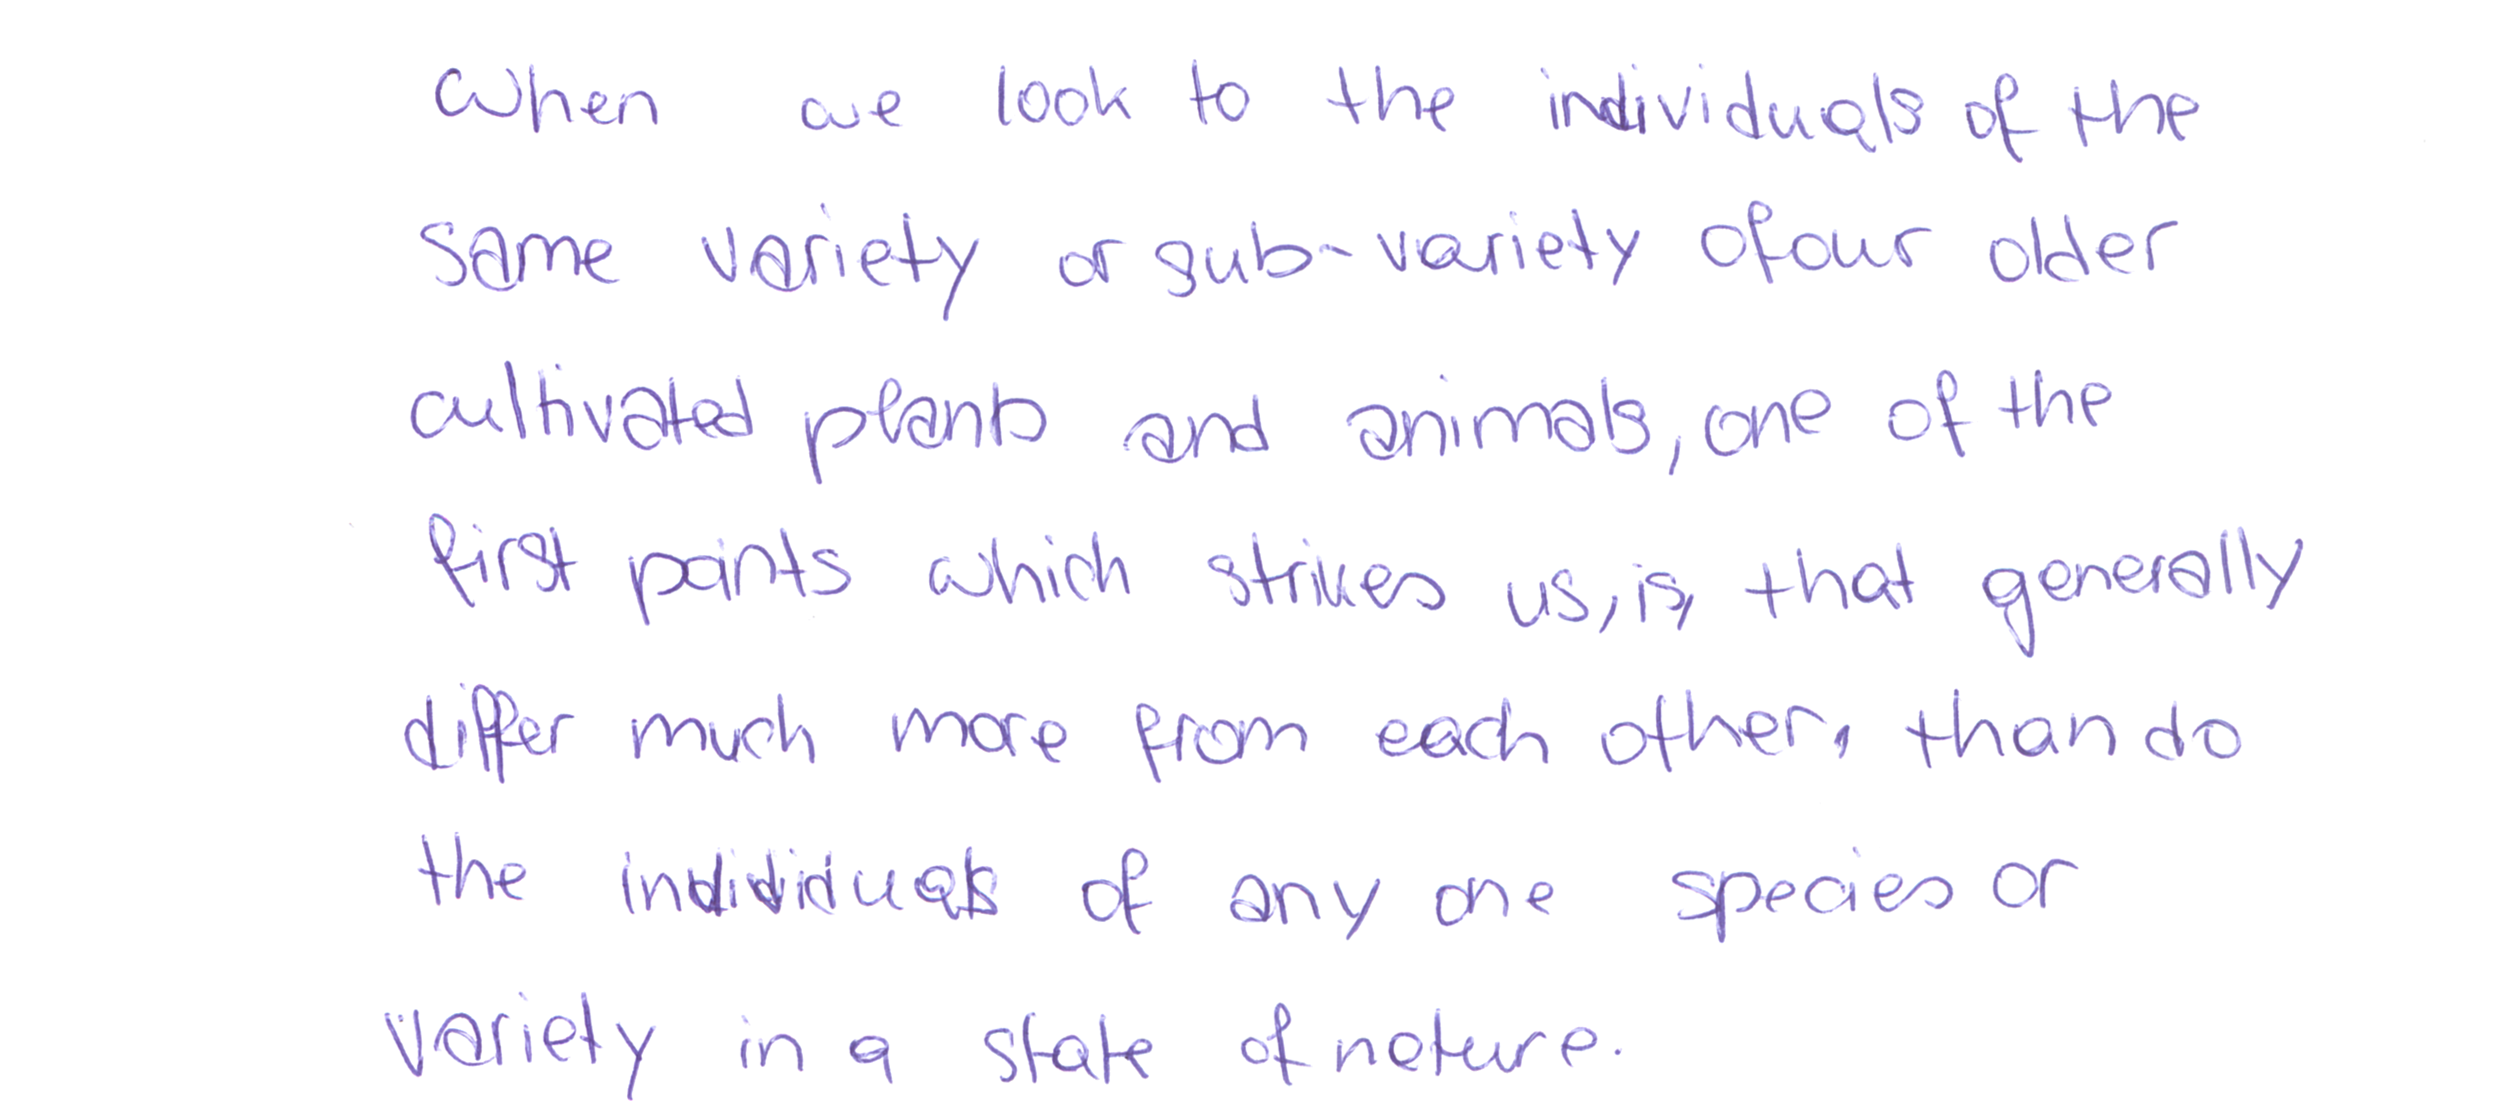 When we look to the individuals of the
same variety or sub-variety of our older
cultivated plants and animals, one of the
first points which strikes us, is, that generally
differ much more from each other, than do
the individuals of any one species or
variety in a state of nature.